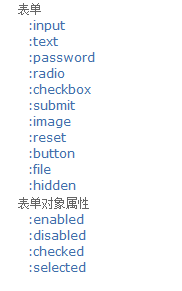 表单
:input
:text
:password
:radio
:checkbox
:submit
:image
:reset
:button
:file
:hidden
表单对象属性
:enabled
:disabled
:checked
:selected